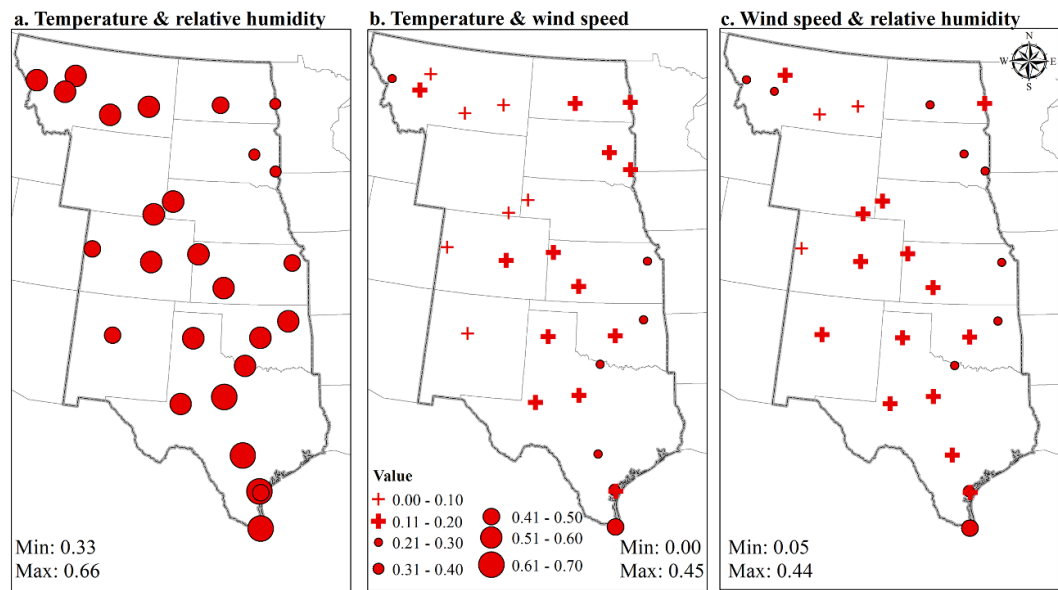 a. Temperature & relative humidity
b. Temperature & wind speed
c. Wind speed & relative humidity
N
W E
S
Value
0.00 - 0.10
0.11 - 0.20
0.21 - 0.30
0.31 - 0.40
0.41 - 0.50
0.51 - 0.60
0.61 - 0.70
Min: 0.33
Max: 0.66
Min: 0.00
Max: 0.45
Min: 0.05
Max: 0.44